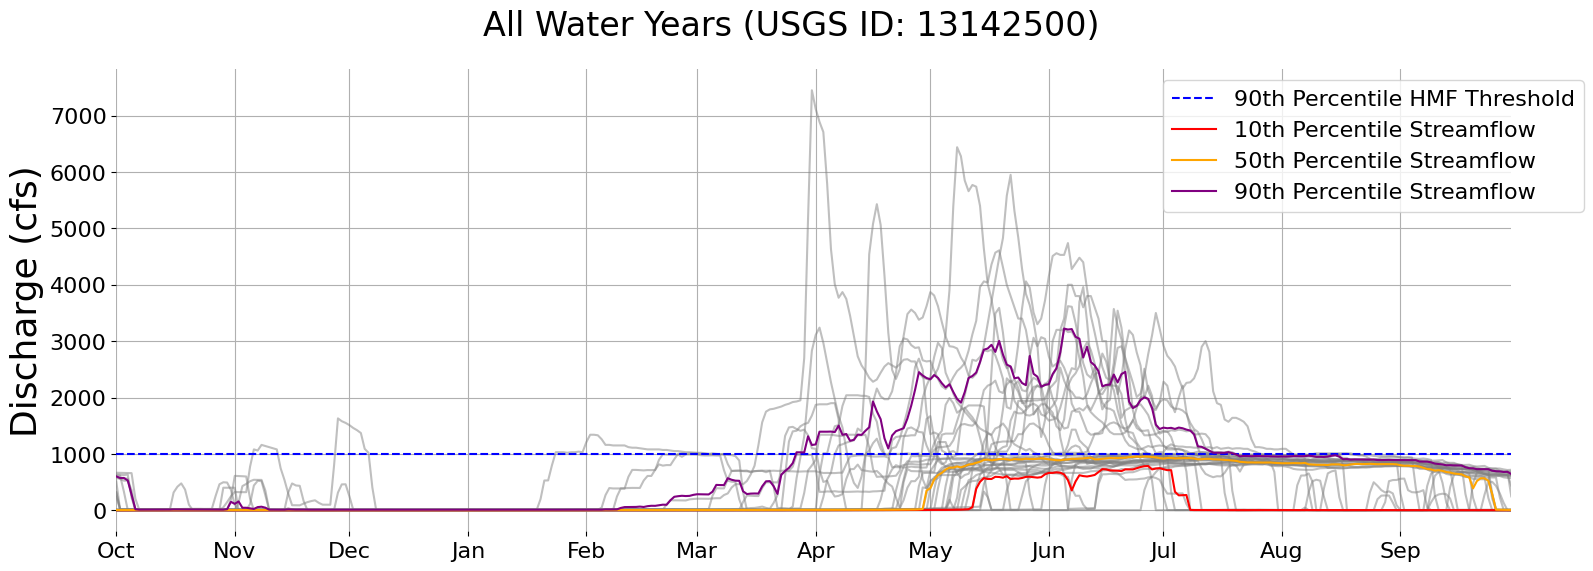 All Water Years (USGS ID: 13142500)
Discharge (cfs)
7000
6000
5000
4000
3000
2000
1000
0
90th Percentile HMF Threshold
10th Percentile Streamflow
50th Percentile Streamflow
90th Percentile Streamflow
Oct Nov Dec Jan Feb Mar Apr May Jun Jul Aug Sep